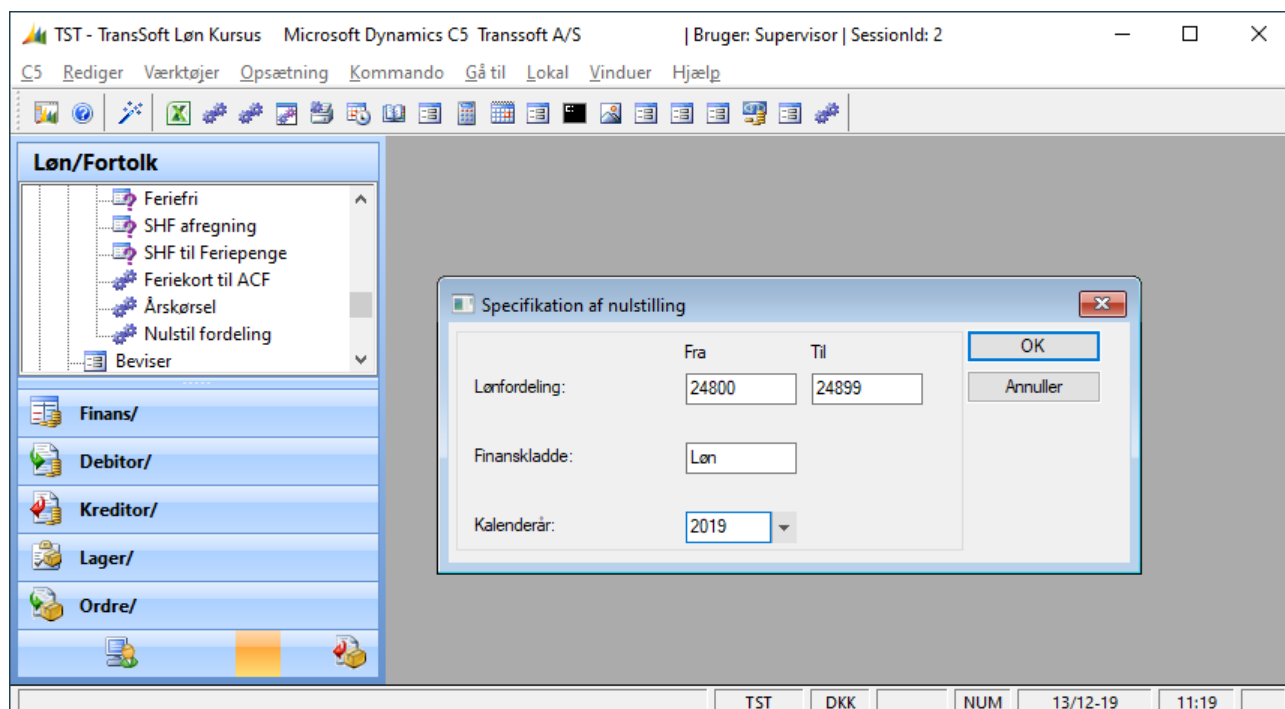 TST - TransSoft Løn Kursus Microsoft Dynamics C5 Transsoft A/S | Bruger: Supervisor | SessionId: 2
C5 Rediger Værktøjer Opsætning Kommando Gå til Lokal Vinduer Hjælp
Løn/Fortolk
Feriefri
SHF afregning
SHF til Feriepenge
Feriekort til ACF
Årskørsel
Nulstil fordeling
Beviser
Finans/
Debitor/
Kreditor/
Lager/
Ordre/
Specifikation af nulstilling
Fra Til
Lønfordeling: 24800 24899
Finanskladde: Løn
Kalenderår: 2019
OK
Annuller
TST DKK NUM 13/12-19 11:19